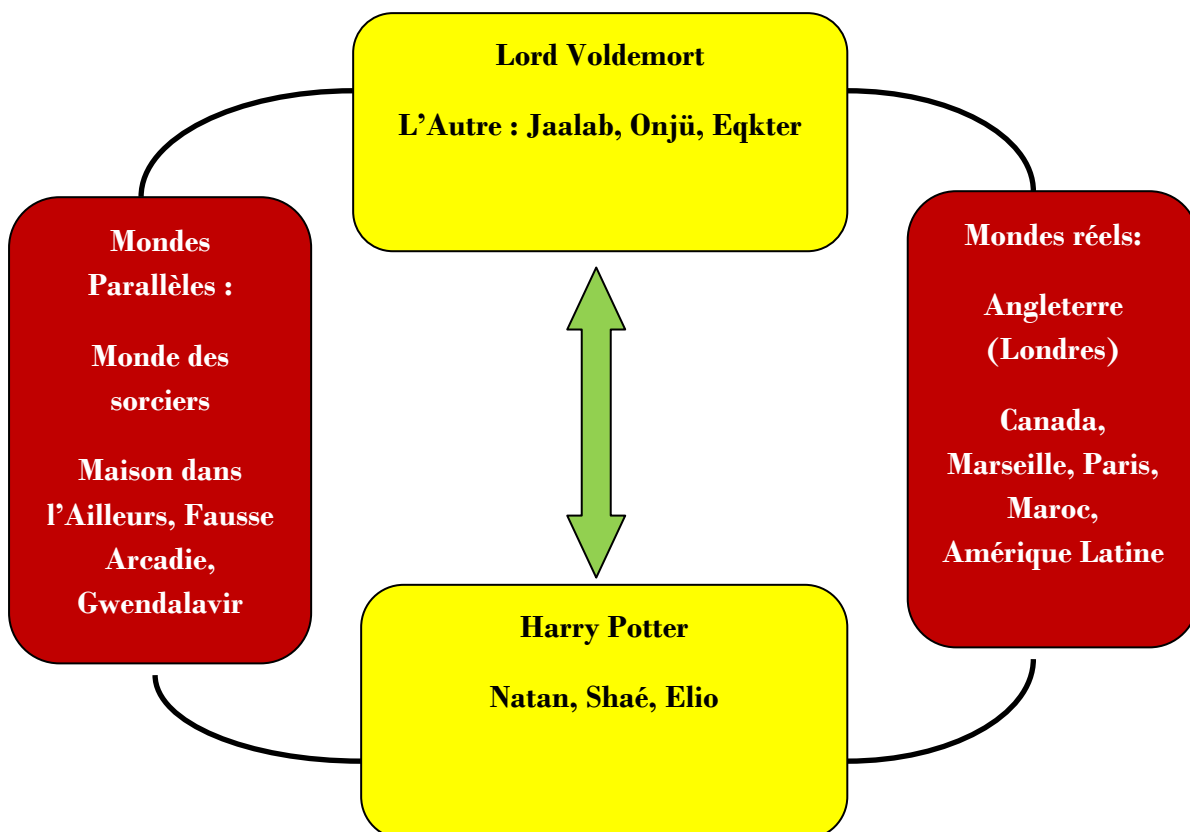 Lord Voldemort
L'Autre : Jaalab, Onjü, Eqkter
Mondes
Parallèles :
Monde des
sorciers
Maison dans
l'Ailleurs, Fausse
Arcadie,
Gwendalavir
Mondes réels:
Angleterre
(Londres)
Canada,
Marseille, Paris,
Maroc,
Amérique Latine
Harry Potter
Natan, Shaé, Elio